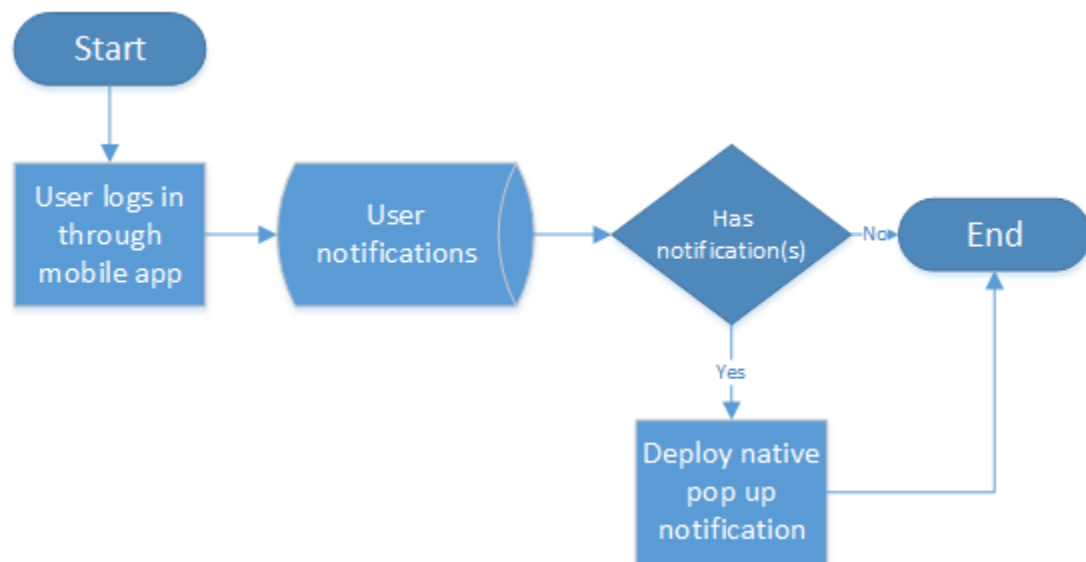 Start
User logs in
through
mobile app
User
notifications
Has
notification(s)
No
End
Yes
Deploy native
pop up
notification